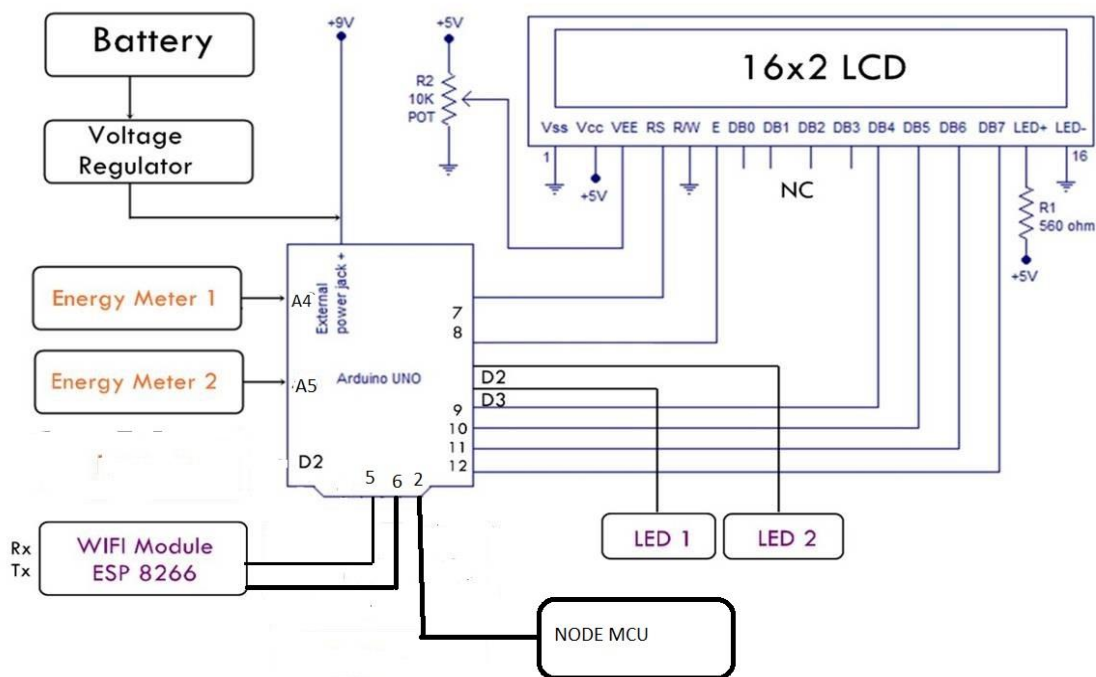 Battery
Voltage
Regulator
+9V
+5V
R2
10K
POT
16x2 LCD
Vss Vcc VEE RS R/W E DB0 DB1 DB2 DB3 DB4 DB5 DB6 DB7 LED+ LED-
1
16
+5V
NC
R1
560 ohm
+5V
Energy Meter 1
A4
External
power jack +
7
8
Energy Meter 2
A5
Arduino UNO
D2
D3
9
10
11
12
D2
5 6 2
LED 1
LED 2
Rx
Tx
WIFI Module
ESP 8266
NODE MCU